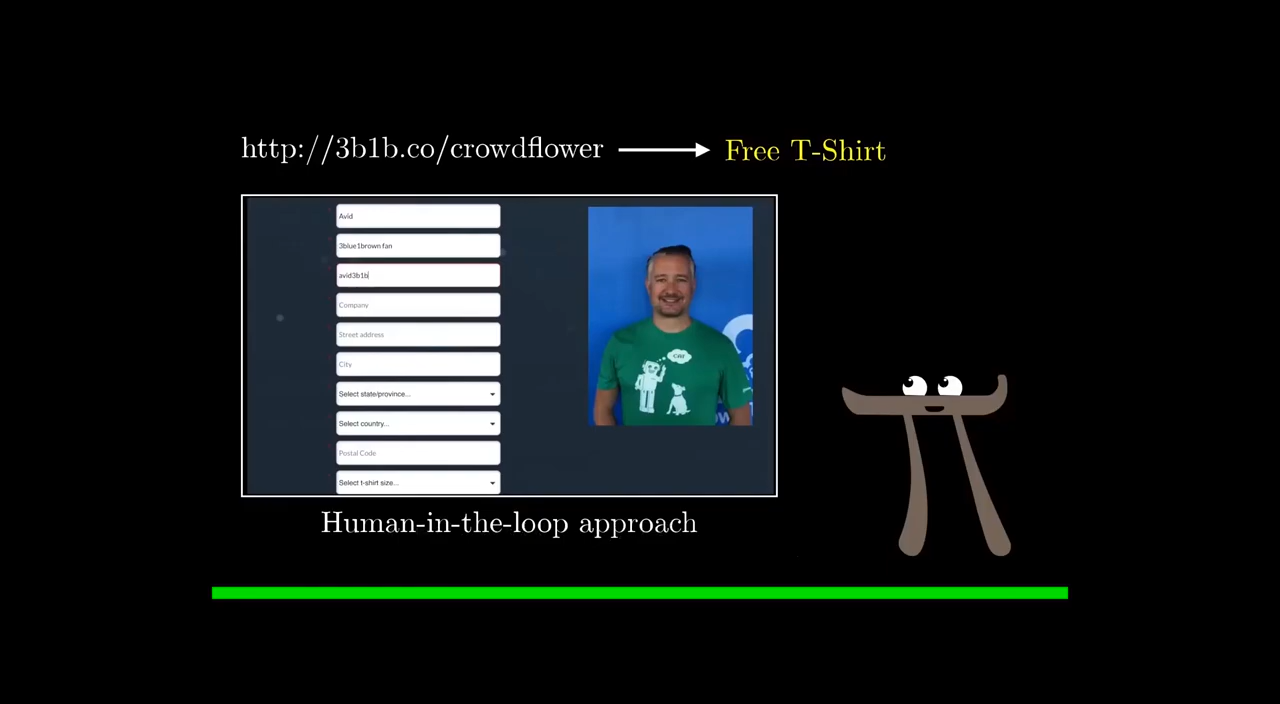 http://3b1b.co/crowdflower
Free T-Shirt
Avid
3blue1brown fan
avid3b1b
Company
Street address
City
Select state/province...
Select country...
Postal Code
Select t-shirt size...
Human-in-the-loop approach